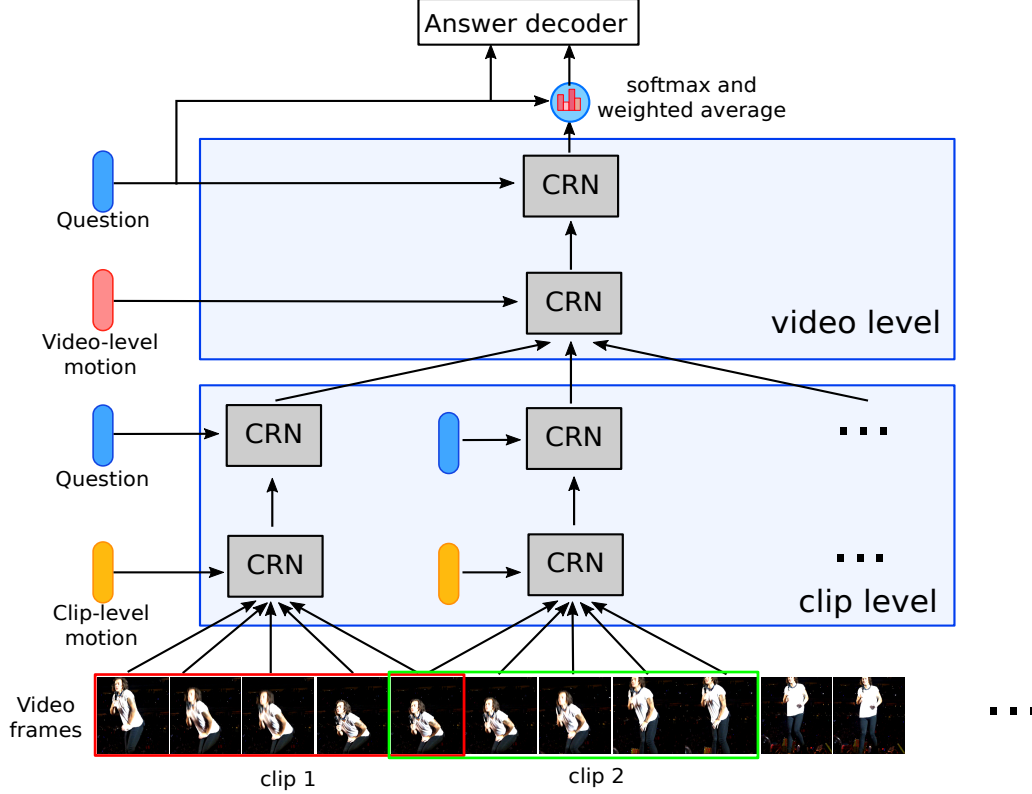 Answer decoder
softmax and
weighted average
CRN
Question
CRN
video level
Video-level
motion
CRN
CRN
...
Question
CRN
CRN
...
clip level
Clip-level
motion
Video
frames
...
clip 1
clip 2